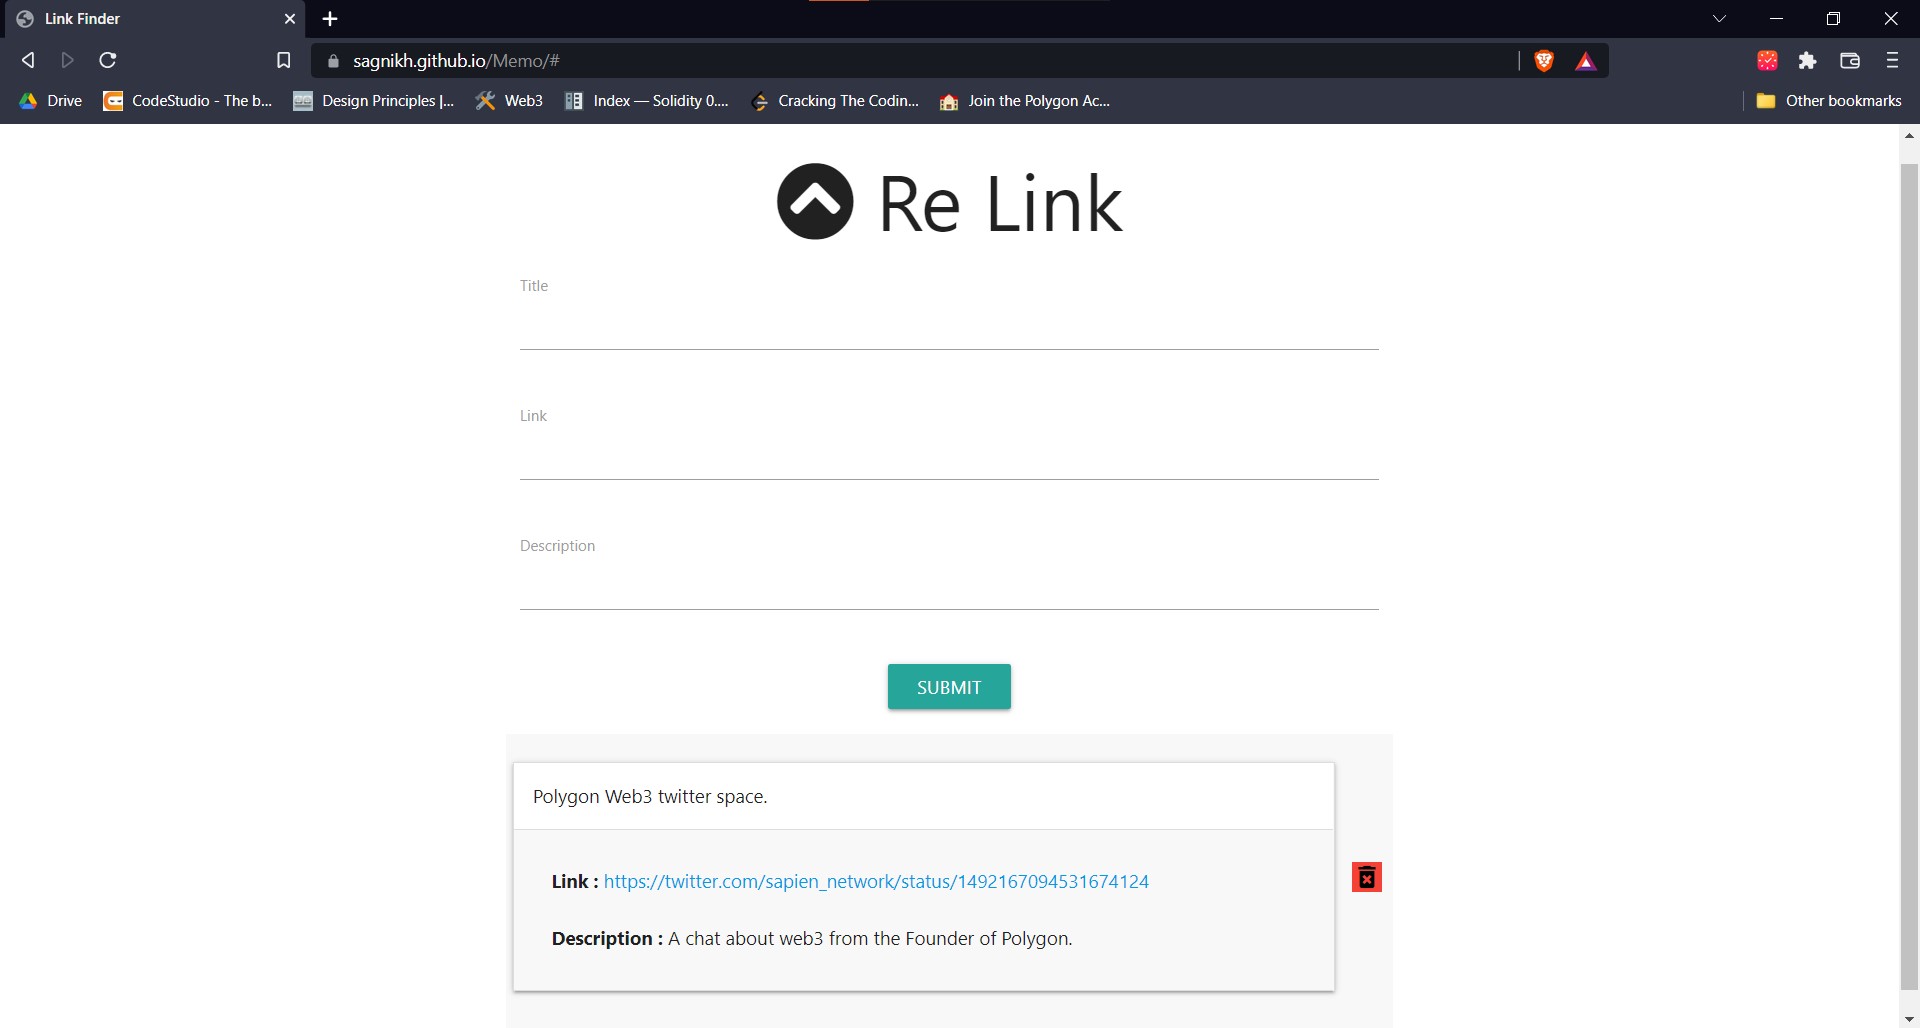 Link Finder
sagnikh.github.io/Memo/#
Drive CodeStudio - The b... Design Principles |... Web3 Index — Solidity 0.... Cracking The Codin... Join the Polygon Ac... Other bookmarks
Re Link
Title
Link
Description
SUBMIT
Polygon Web3 twitter space.
Link : https://twitter.com/sapien_network/status/1492167094531674124
Description : A chat about web3 from the Founder of Polygon.